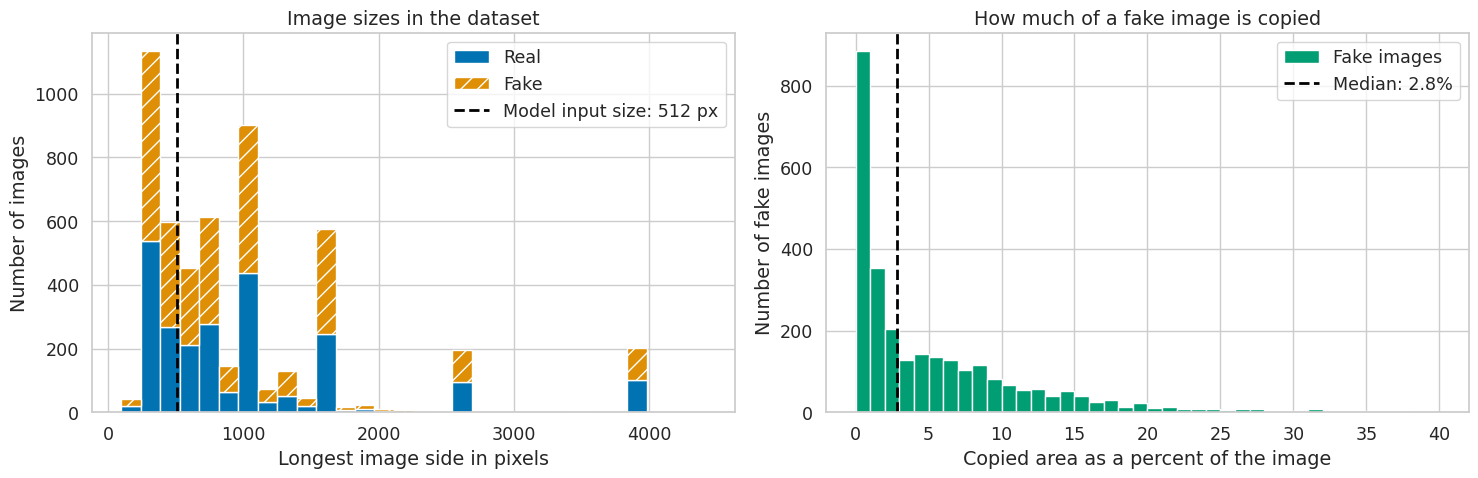 Image sizes in the dataset
Number of images
1000
800
600
400
200
0
Real
Fake
Model input size: 512 px
0 1000 2000 3000 4000
Longest image side in pixels
How much of a fake image is copied
Number of fake images
800
600
400
200
0
Fake images
Median: 2.8%
0 5 10 15 20 25 30 35 40
Copied area as a percent of the image